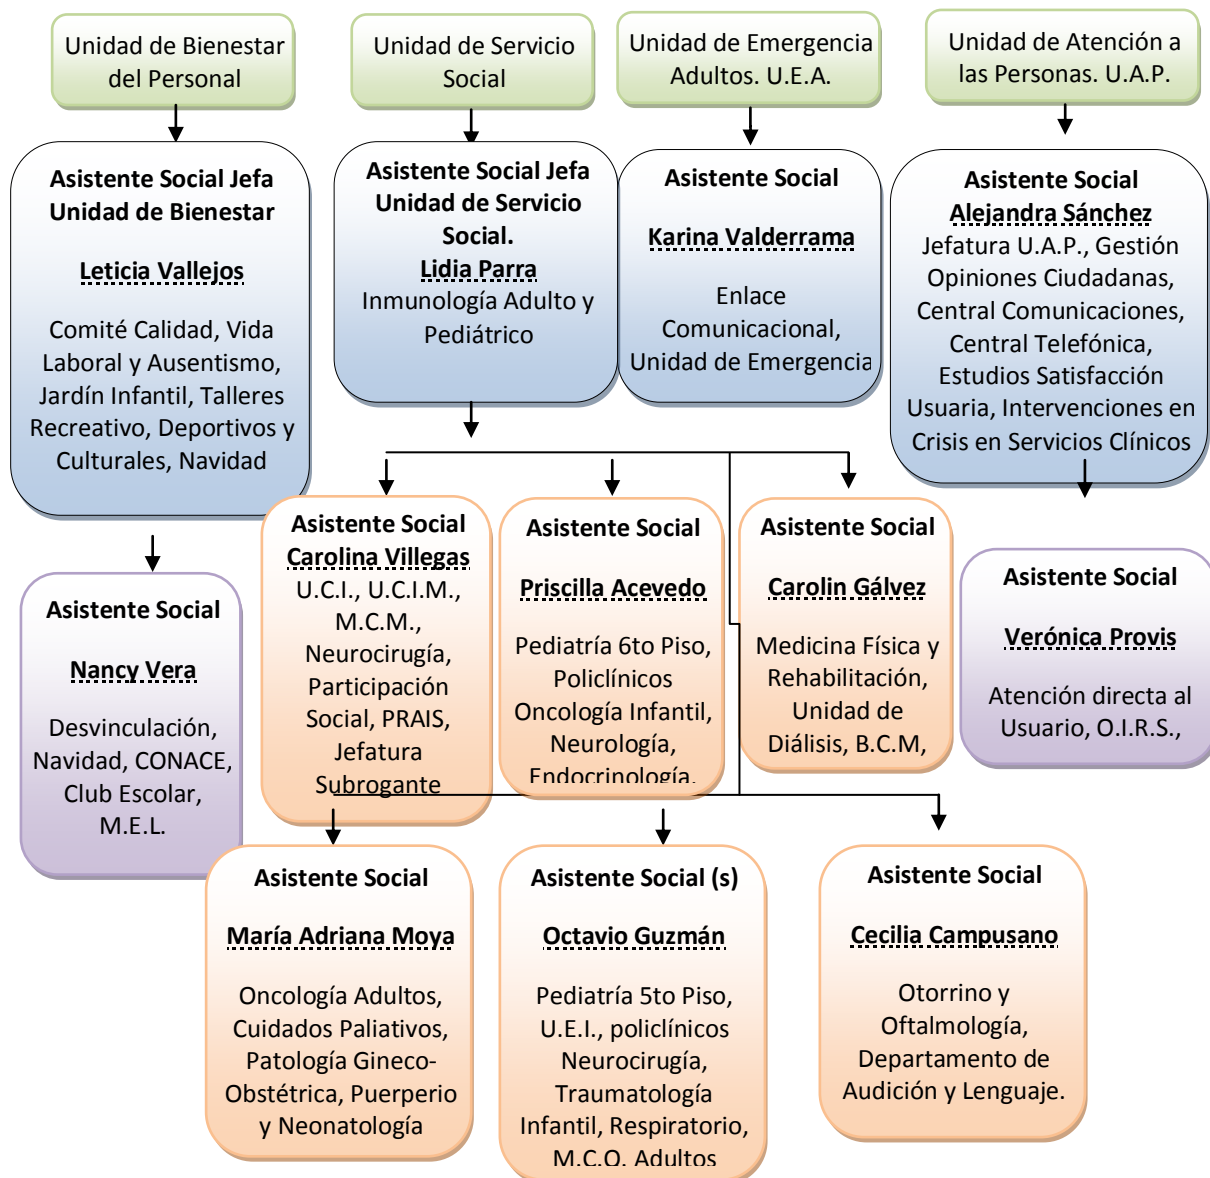 Unidad de Bienestar
del Personal
Unidad de Servicio
Social
Unidad de Emergencia
Adultos. U.E.A.
Unidad de Atención a
las Personas. U.A.P.
Asistente Social Jefa
Unidad de Bienestar
Leticia Vallejos
Comité Calidad, Vida
Laboral y Ausentismo,
Jardín Infantil, Talleres
Recreativo, Deportivos y
Culturales, Navidad
Asistente Social Jefa
Unidad de Servicio
Social.
Lidia Parra
Inmunología Adulto y
Pediátrico
Asistente Social
Karina Valderrama
Enlace
Comunicacional,
Unidad de Emergencia
Asistente Social
Alejandra Sánchez
Jefatura U.A.P., Gestión
Opiniones Ciudadanas,
Central Comunicaciones,
Central Telefónica,
Estudios Satisfacción
Usuaria, Intervenciones en
Crisis en Servicios Clínicos
Asistente Social
Nancy Vera
Desvinculación,
Navidad, CONACE,
Club Escolar,
M.E.L.
Asistente Social
Carolina Villegas
U.C.I., U.C.I.M.,
M.C.M.,
Neurocirugía,
Participación
Social, PRAIS,
Jefatura
Subrogante
Asistente Social
Priscilla Acevedo
Pediatría 6to Piso,
Policlínicos
Oncología Infantil,
Neurología,
Endocrinología,
Asistente Social
Carolin Gálvez
Medicina Física y
Rehabilitación,
Unidad de
Diálisis, B.C.M,
Asistente Social
Verónica Provis
Atención directa al
Usuario, O.I.R.S.,
Asistente Social
María Adriana Moya
Oncología Adultos,
Cuidados Paliativos,
Patología Gineco-
Obstétrica, Puerperio
y Neonatología
Asistente Social (s)
Octavio Guzmán
Pediatría 5to Piso,
U.E.I., policlínicos
Neurocirugía,
Traumatología
Infantil, Respiratorio,
M.C.Q. Adultos
Asistente Social
Cecilia Campusano
Otorrino y
Oftalmología,
Departamento de
Audición y Lenguaje.